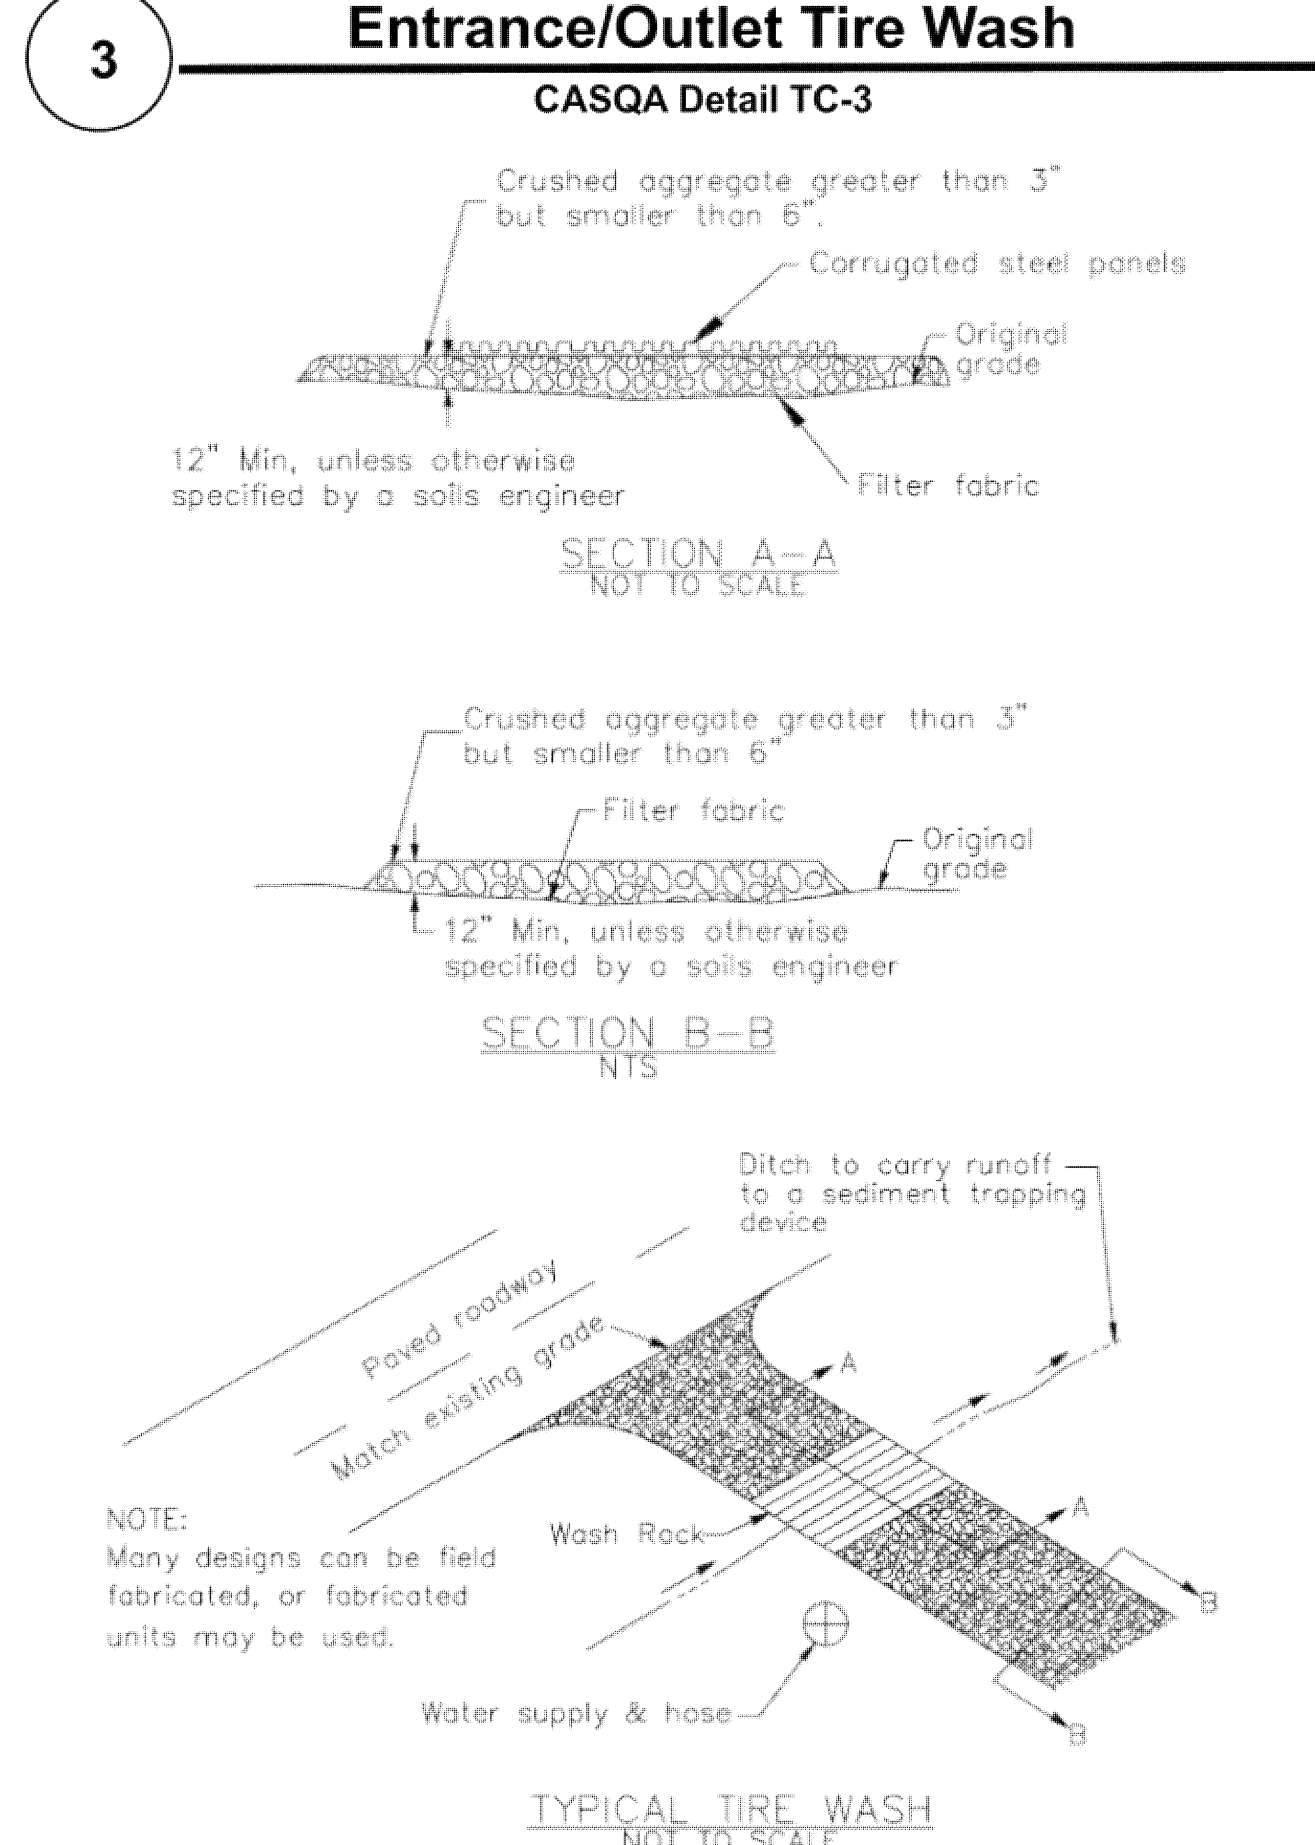 3
Entrance/Outlet Tire Wash
CASQA Detail TC-3
Crushed aggregate greater than 3"
but smaller than 6".
Corrugated steel panels
Original
grade
12" Min, unless otherwise
specified by a soils engineer
Filter fabric
SECTION A-A
NOT TO SCALE
Crushed aggregate greater than 3"
but smaller than 6"
Filter fabric
Original
grade
12" Min, unless otherwise
specified by a soils engineer
SECTION B-B
NTS
Ditch to carry runoff
to a sediment trapping
device
Paved roadway
Match existing grade
A
A
NOTE:
Many designs can be field
fabricated, or fabricated
units may be used.
Wash Rack
B
Water supply & hose
B
TYPICAL TIRE WASH
NOT TO SCALE